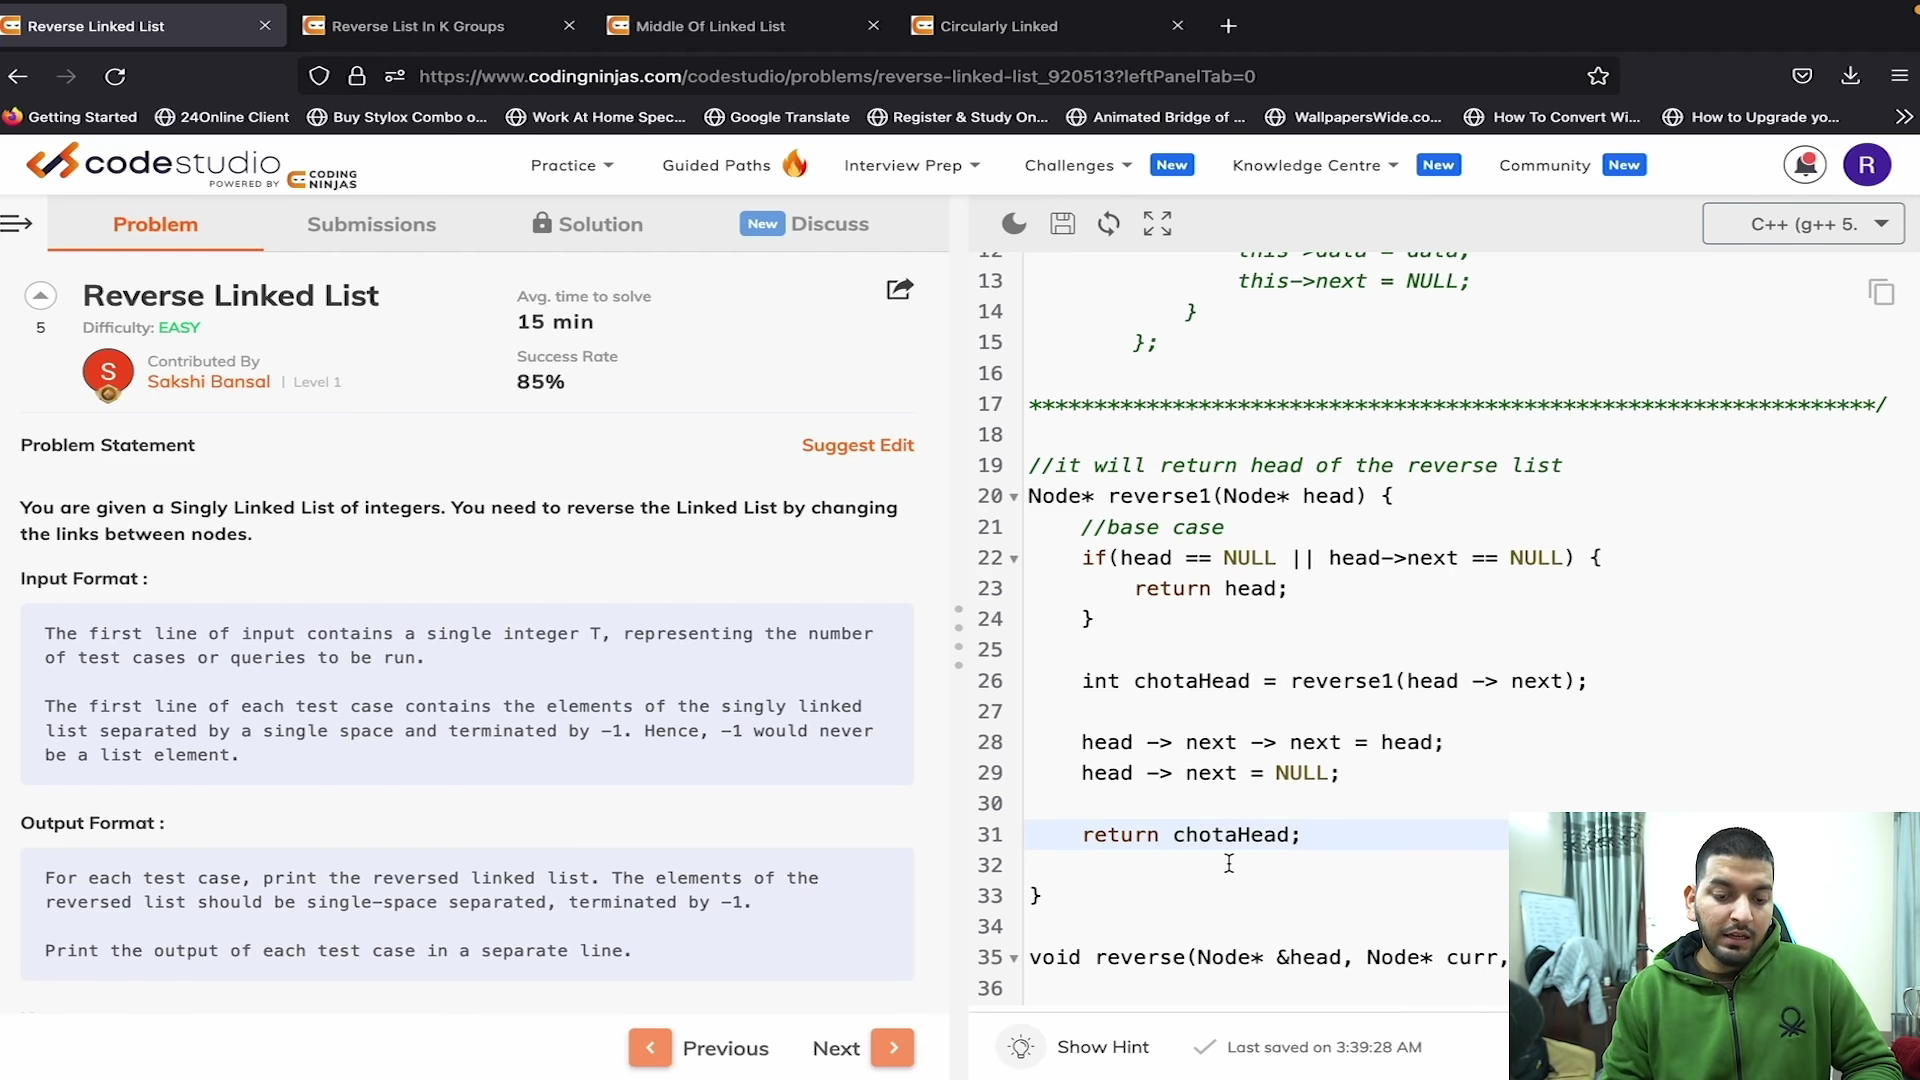 Reverse Linked List
Reverse List In K Groups
Middle Of Linked List
Circularly Linked
https://www.codingninjas.com/codestudio/problems/reverse-linked-list_920513?leftPanelTab=0
Getting Started
24Online Client
Buy Stylox Combo o...
Work At Home Spec...
Google Translate
Register & Study On...
Animated Bridge of ...
WallpapersWide.co...
How To Convert Wi...
How to Upgrade yo...
codestudio
POWERED BY
CODING
NINJAS
Practice
Guided Paths
Interview Prep
Challenges
New
Knowledge Centre
New
Community
New
R
Problem
Submissions
Solution
New
Discuss
C++ (g++ 5.
Reverse Linked List
Difficulty: EASY
5
Avg. time to solve
15 min
S
Contributed By
Sakshi Bansal | Level 1
Success Rate
85%
Problem Statement
Suggest Edit
You are given a Singly Linked List of integers. You need to reverse the Linked List by changing
the links between nodes.
Input Format :
The first line of input contains a single integer T, representing the number
of test cases or queries to be run.
The first line of each test case contains the elements of the singly linked
list separated by a single space and terminated by -1. Hence, -1 would never
be a list element.
Output Format :
For each test case, print the reversed linked list. The elements of the
reversed list should be single-space separated, terminated by -1.
Print the output of each test case in a separate line.
Previous
Next
12 this->data = data;
13 this->next = NULL;
14 }
15 };
16
17 *****************************************************************/
18
19 //it will return head of the reverse list
20 Node* reverse1(Node* head) {
21 //base case
22 if(head == NULL || head->next == NULL) {
23 return head;
24 }
25
26 int chotaHead = reverse1(head -> next);
27
28 head -> next -> next = head;
29 head -> next = NULL;
30
31 return chotaHead;
32
33 }
34
35 void reverse(Node* &head, Node* curr,
36
Show Hint
Last saved on 3:39:28 AM